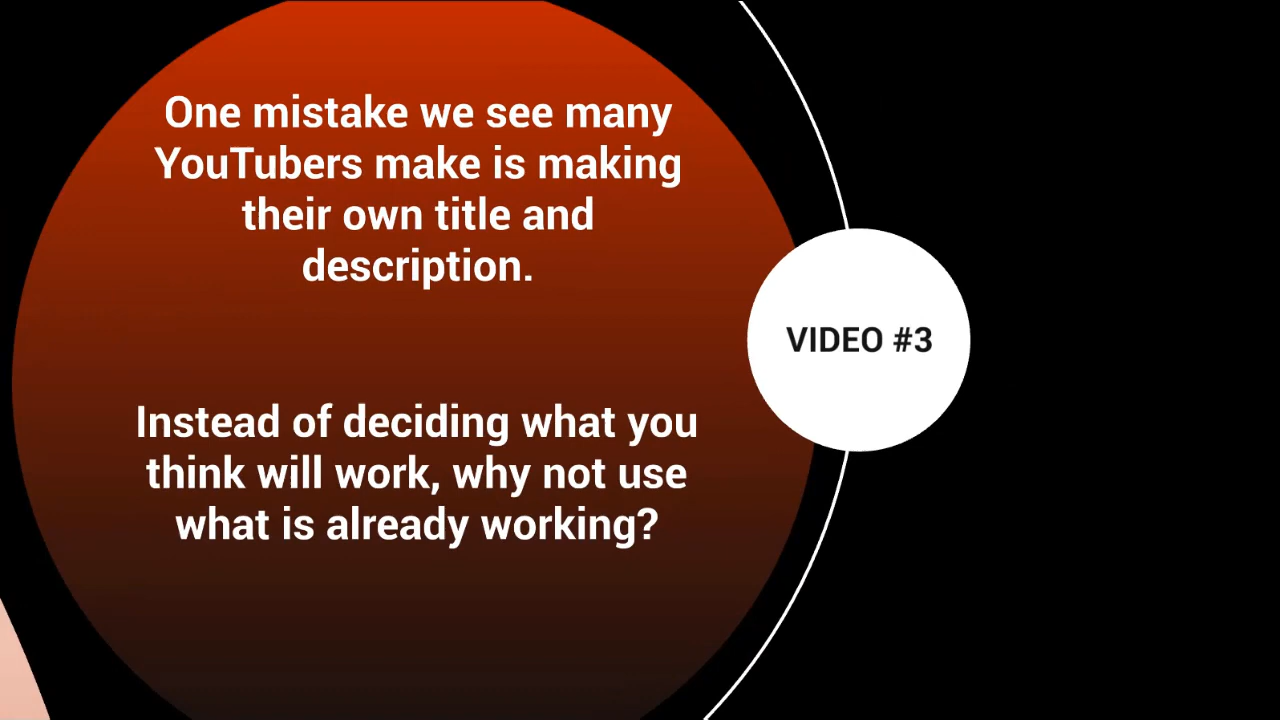 One mistake we see many
YouTubers make is making
their own title and
description.
Instead of deciding what you
think will work, why not use
what is already working?
VIDEO #3